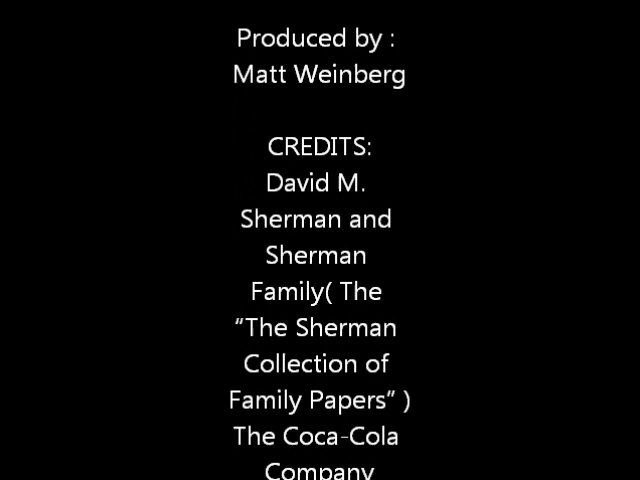 Produced by :
Matt Weinberg
CREDITS:
David M.
Sherman and
Sherman
Family( The
“The Sherman
Collection of
Family Papers” )
The Coca-Cola
Company